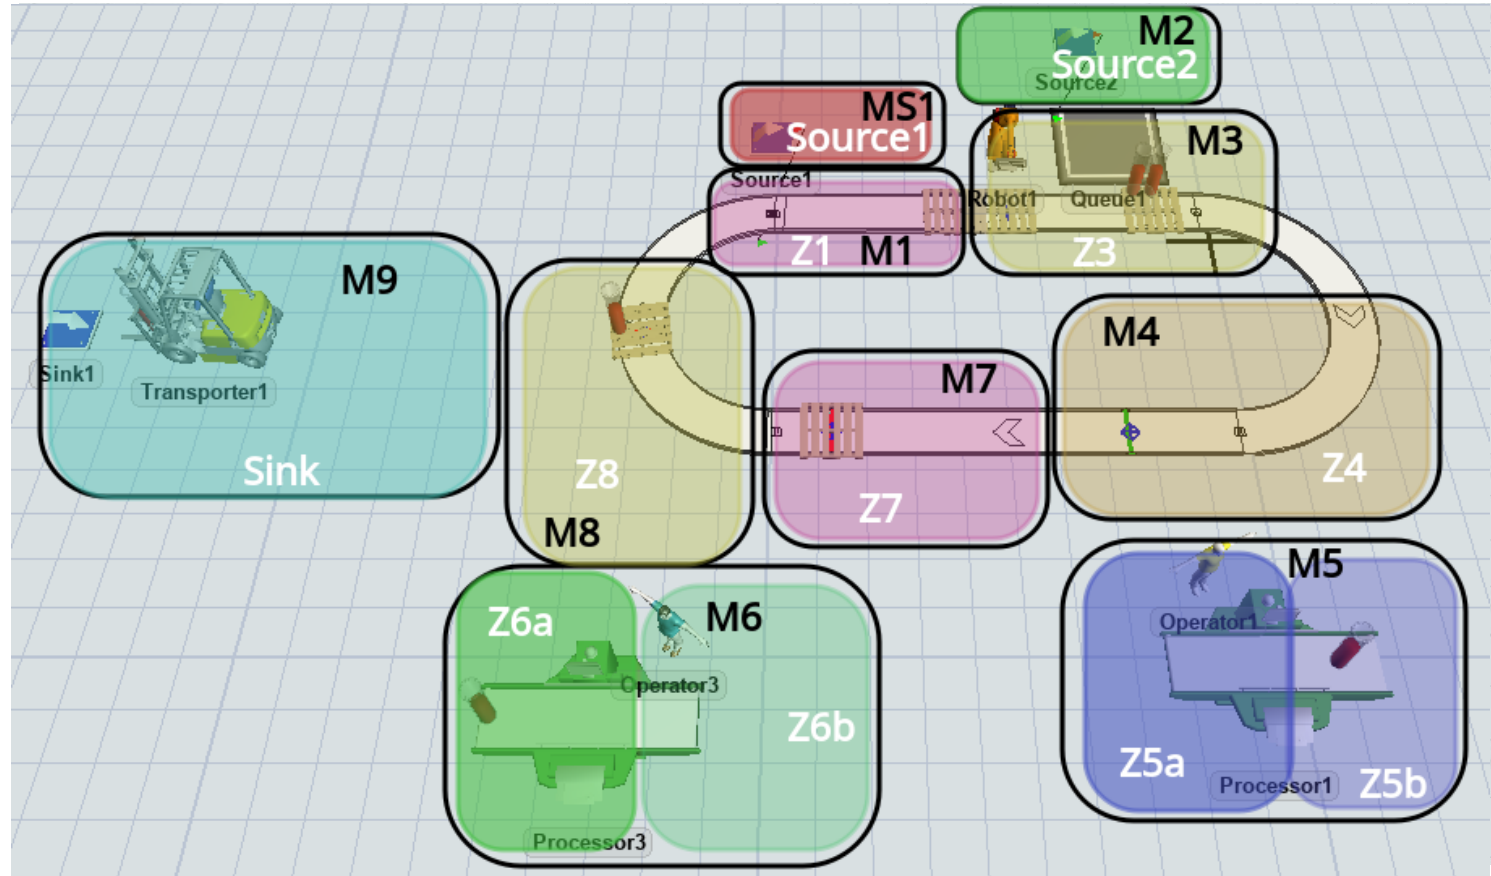 M2
Source2
Source2
MS1
Source1
Source1
M3
Robot1
Queue1
Z1 M1
Z3
M9
Sink1
Transporter1
Sink
M4
Z4
M7
Z7
Z8
M8
M5
Operator1
Z5a
Processor1
Z5b
Z6a
M6
Operator3
Z6b
Processor3